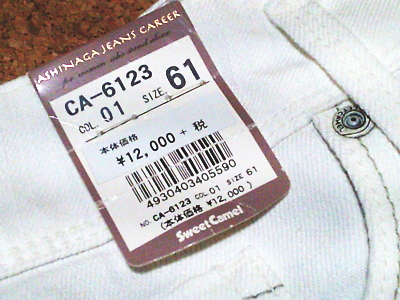 ASHINAGA JEANS CAREER
for women who stand alone
CA-6123
COL. 01 SIZE 61
本体価格
¥12,000 + 税
4930403405590
NO. CA-6123 COL.01 SIZE 61
(本体価格 ¥12,000)
SweetCamel